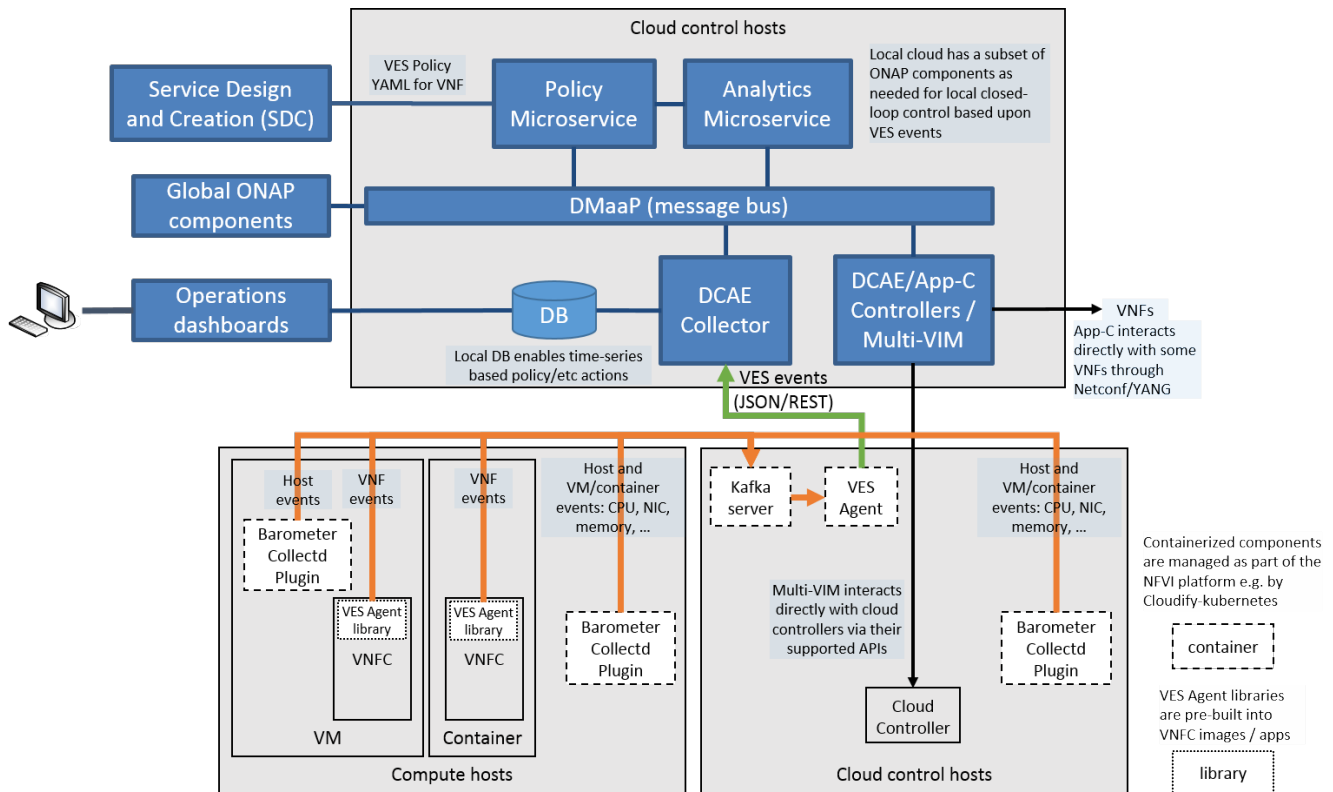 Cloud control hosts
Service Design
and Creation (SDC)
VES Policy
YAML for VNF
Policy
Microservice
Analytics
Microservice
Local cloud has a subset of
ONAP components as
needed for local closed-
loop control based upon
VES events
Global ONAP
components
DMaaP (message bus)
Operations
dashboards
DB
DCAE
Collector
DCAE/App-C
Controllers /
Multi-VIM
VNFs
App-C interacts
directly with some
VNFs through
Netconf/YANG
Local DB enables time-series
based policy/etc actions
VES events
(JSON/REST)
Host
events
VNF
events
VNF
events
Host and
VM/container
events: CPU, NIC,
memory, ...
Kafka
server
VES
Agent
Host and
VM/container
events: CPU, NIC,
memory, ...
Barometer
Collectd
Plugin
VES Agent
library
VNFC
VES Agent
library
VNFC
Barometer
Collectd
Plugin
Multi-VIM interacts
directly with cloud
controllers via their
supported APIs
Barometer
Collectd
Plugin
Cloud
Controller
VM
Container
Compute hosts
Cloud control hosts
Containerized components
are managed as part of the
NFVI platform e.g. by
Cloudify-kubernetes
container
VES Agent libraries
are pre-built into
VNFC images / apps
library